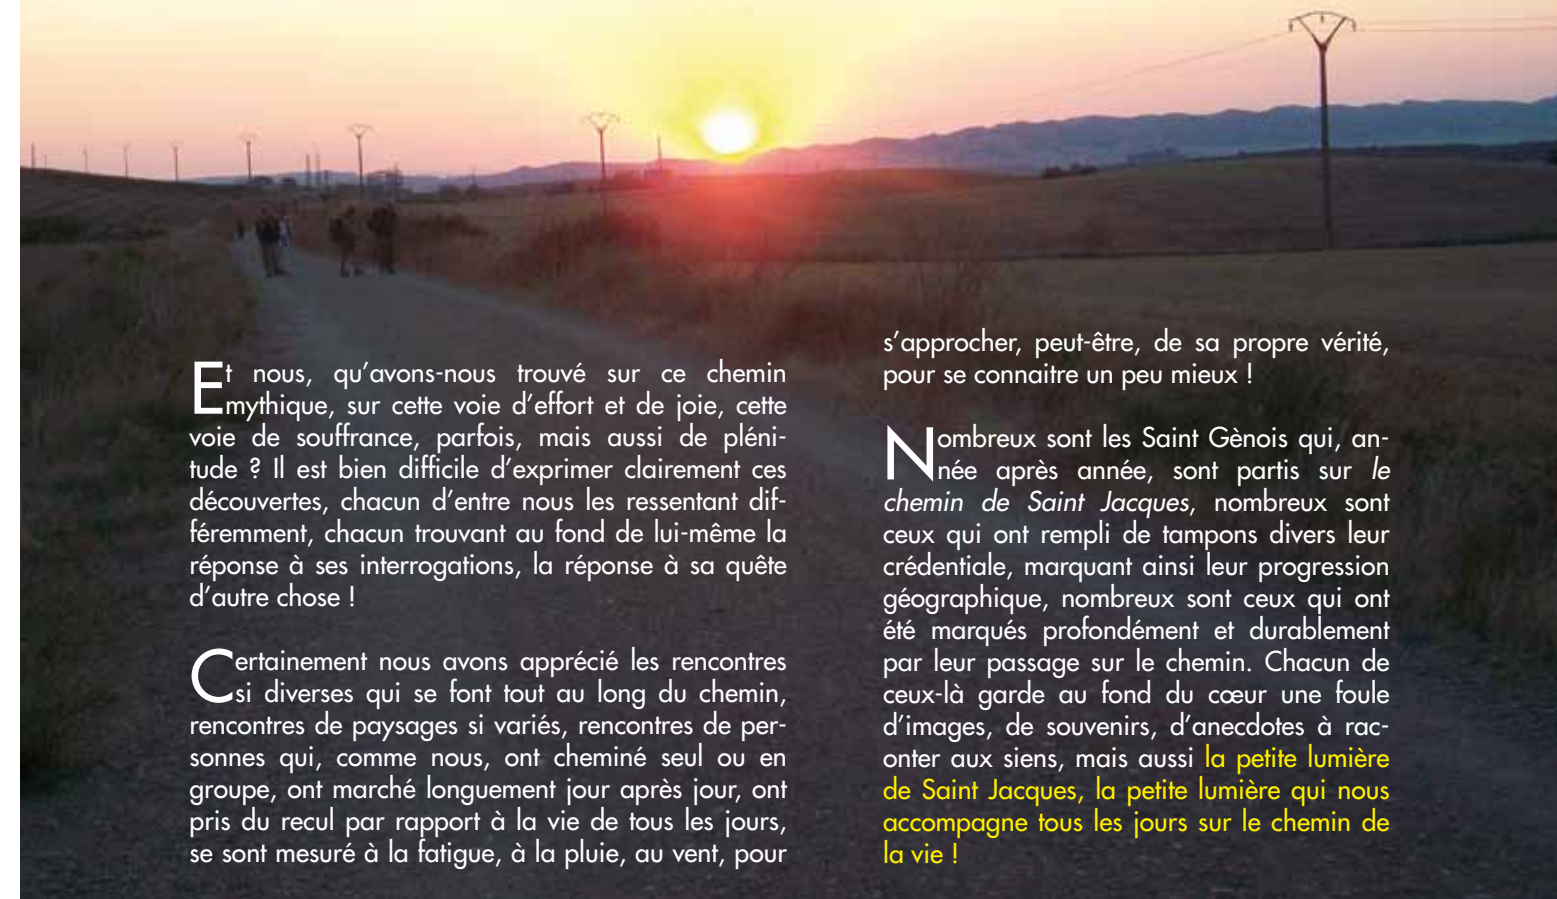 Et nous, qu'avons-nous trouvé sur ce chemin
mythique, sur cette voie d'effort et de joie, cette
voie de souffrance, parfois, mais aussi de pléni-
tude ? Il est bien difficile d'exprimer clairement ces
découvertes, chacun d'entre nous les ressentant dif-
féremment, chacun trouvant au fond de lui-même la
réponse à ses interrogations, la réponse à sa quête
d'autre chose !
Certainement nous avons apprécié les rencontres
si diverses qui se font tout au long du chemin,
rencontres de paysages si variés, rencontres de per-
sonnes qui, comme nous, ont cheminé seul ou en
groupe, ont marché longuement jour après jour, ont
pris du recul par rapport à la vie de tous les jours,
se sont mesuré à la fatigue, à la pluie, au vent, pour
s'approcher, peut-être, de sa propre vérité,
pour se connaitre un peu mieux !
Nombreux sont les Saint Gènois qui, an-
née après année, sont partis sur le
chemin de Saint Jacques, nombreux sont
ceux qui ont rempli de tampons divers leur
crédentiale, marquant ainsi leur progression
géographique, nombreux sont ceux qui ont
été marqués profondément et durablement
par leur passage sur le chemin. Chacun de
ceux-là garde au fond du cœur une foule
d'images, de souvenirs, d'anecdotes à rac-
onter aux siens, mais aussi la petite lumière
de Saint Jacques, la petite lumière qui nous
accompagne tous les jours sur le chemin de
la vie !